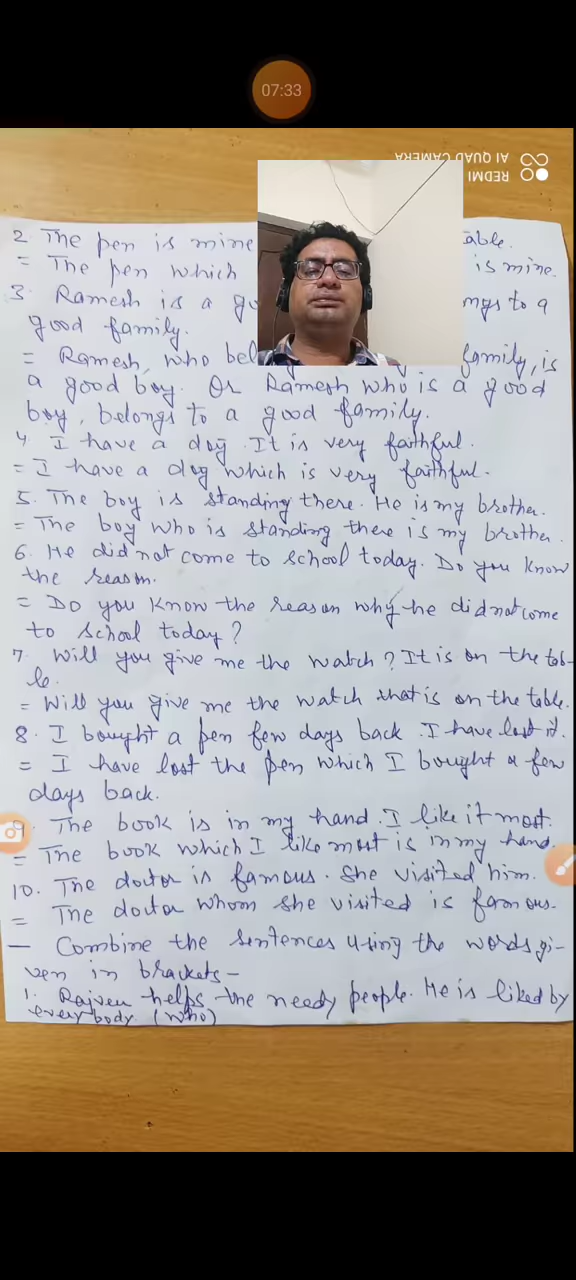 07:33
REDMI
AI QUAD CAMERA
2. The pen is mine table.
= The pen which is mine.
3. Ramesh is a to a
good family.
= Ramesh, who family, is
a good boy. Or Ramesh who is a good
boy, belongs to a good family.
4. I have a dog. It is very faithful.
= I have a dog which is very faithful.
5. The boy is standing there. He is my brother.
= The boy who is standing there is my brother.
6. He did not come to school today. Do you know
the reason.
= Do you know the reason why he did not come
to school today?
7. Will you give me the watch? It is on the tab-
le.
= Will you give me the watch that is on the table.
8. I bought a pen few days back. I have lost it.
= I have lost the pen which I bought a few
days back.
9. The book is in my hand. I like it most.
= The book which I like most is in my hand.
10. The doctor is famous. She visited him.
= The doctor whom she visited is famous.
— Combine the sentences using the words gi-
ven in brackets-
1. helps the needy people. He is liked by
everybody. (who)